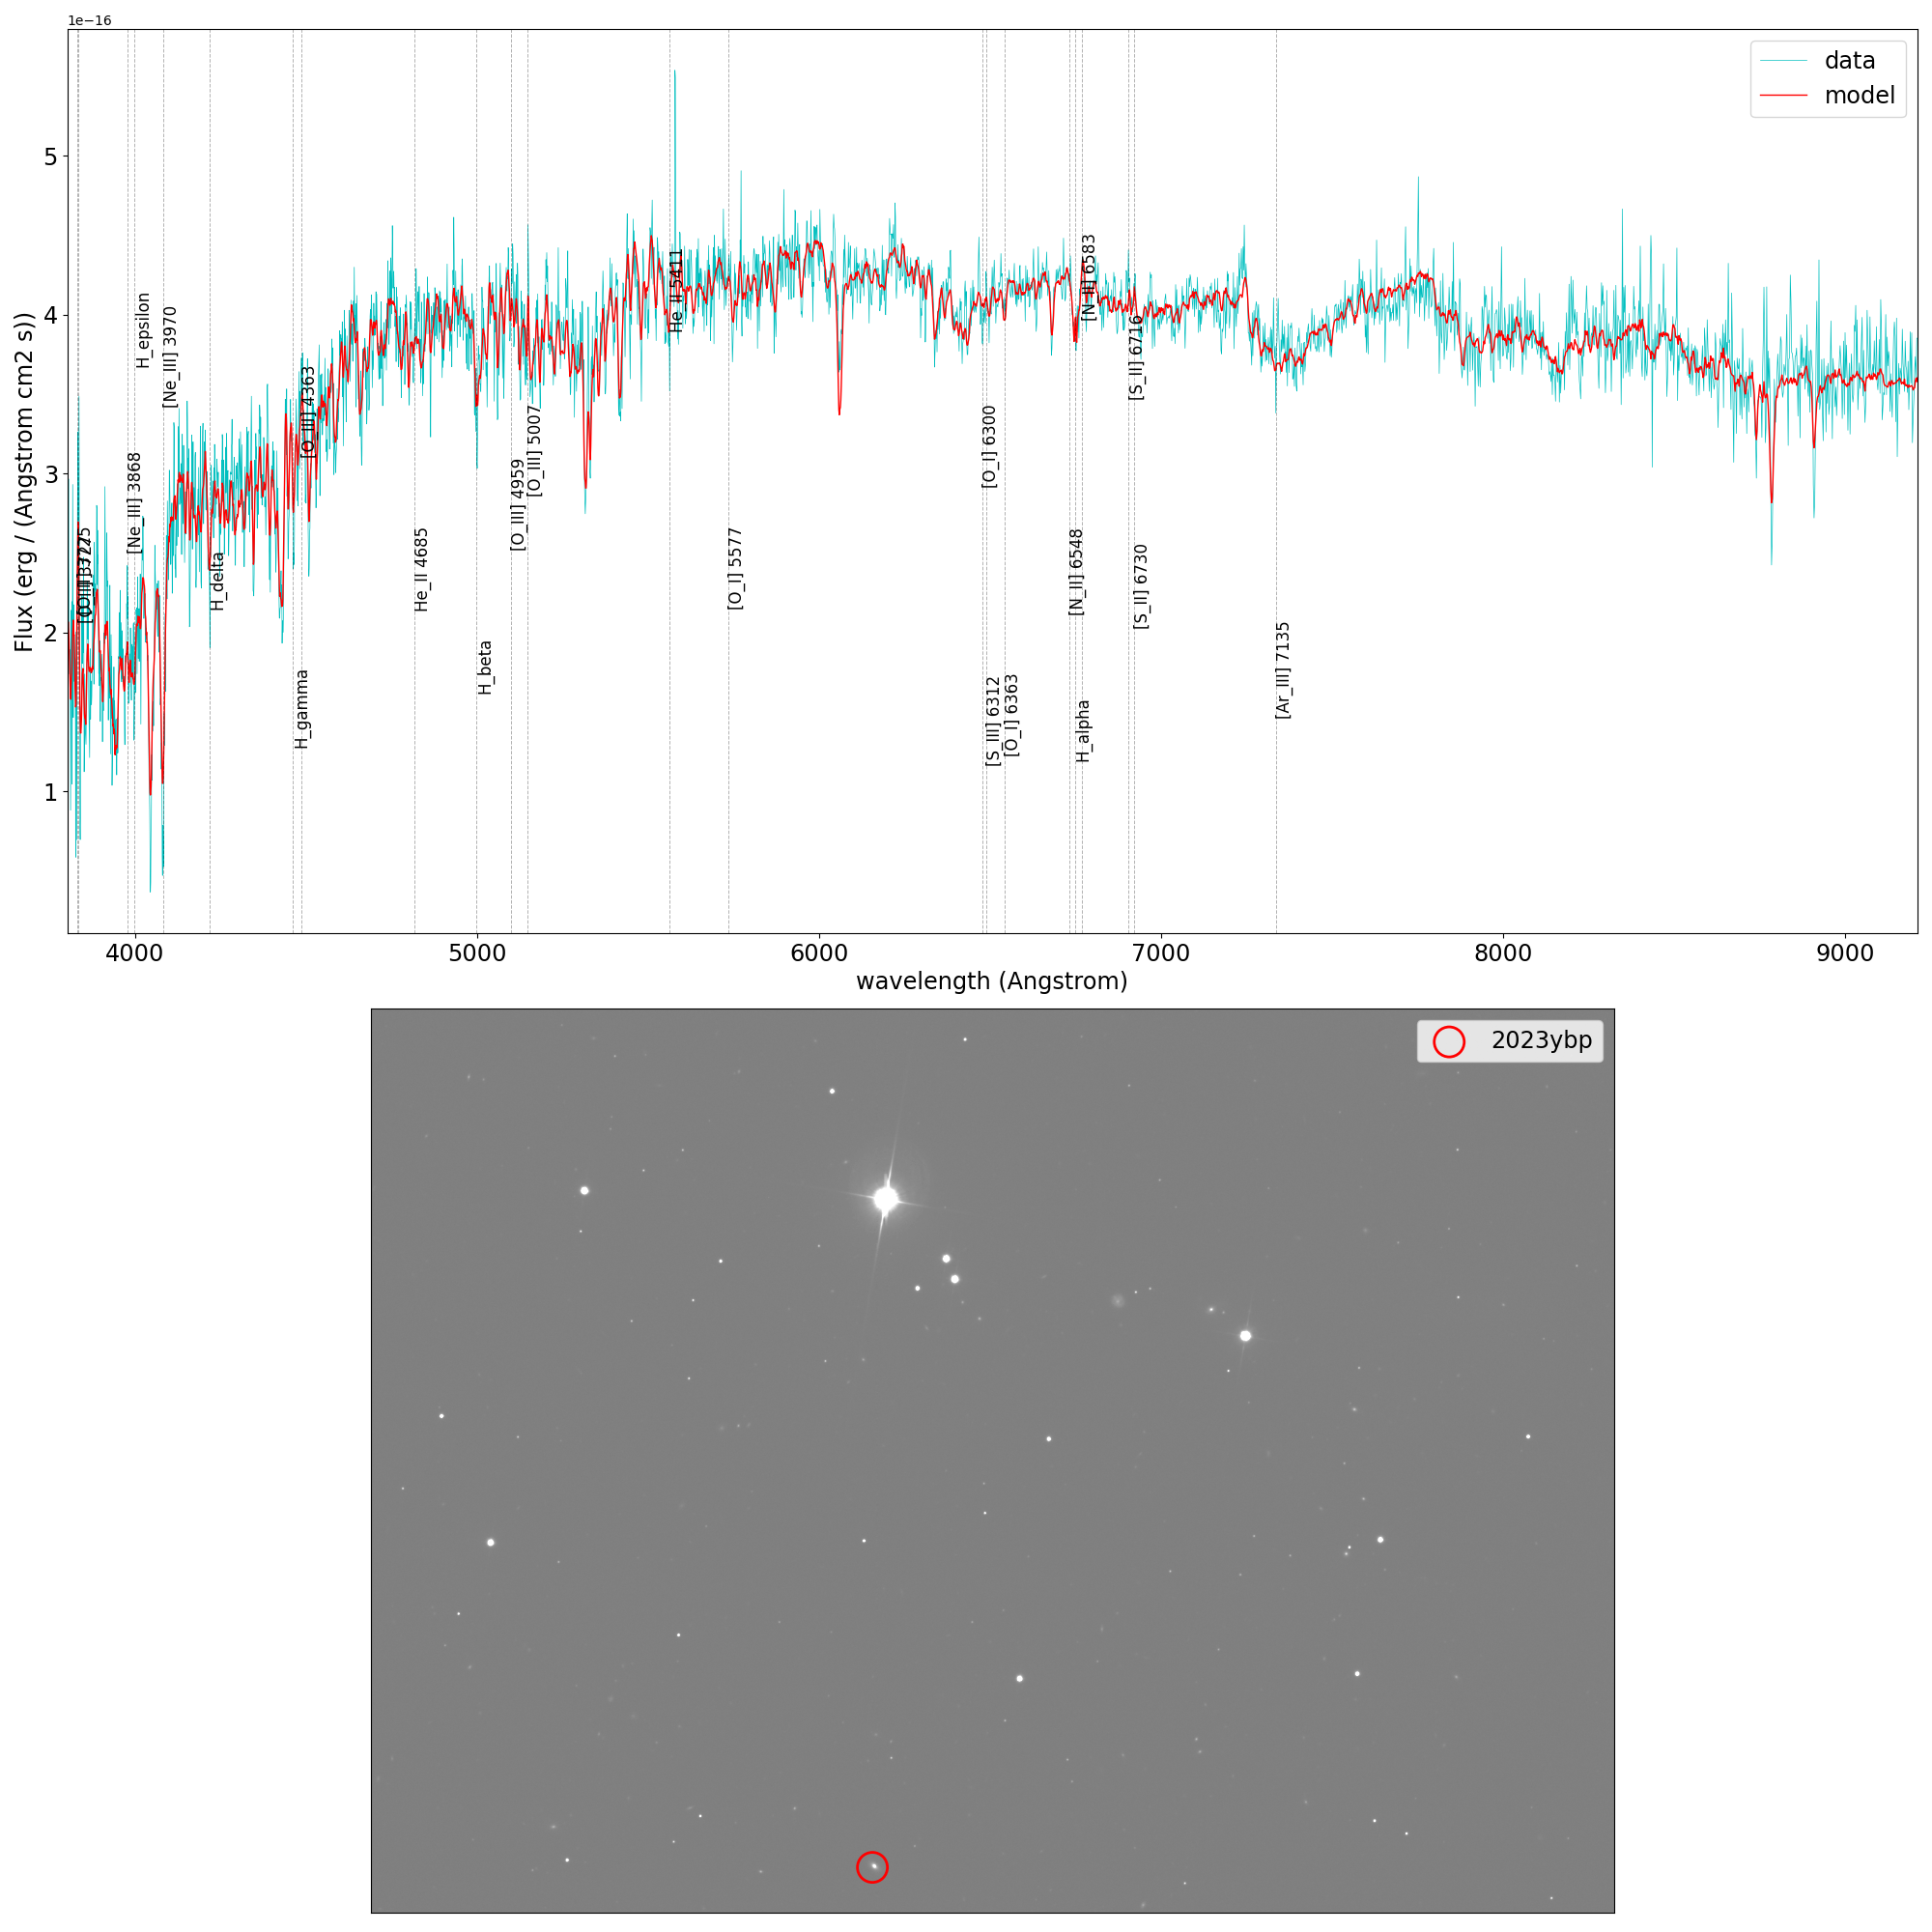 1e−16
data
model
Flux (erg / (Angstrom cm2 s))
5
4
3
2
1
[Ne_III] 3868
H_epsilon
[Ne_III] 3970
H_delta
H_gamma
[O_III] 4363
He_II 4685
H_beta
[O_III] 4959
[O_III] 5007
He_II 5411
[O_I] 5577
[O_I] 6300
[S_III] 6312
[O_I] 6363
[N_II] 6548
H_alpha
[N_II] 6583
[S_II] 6716
[S_II] 6730
[Ar_III] 7135
4000 5000 6000 7000 8000 9000
wavelength (Angstrom)
2023ybp